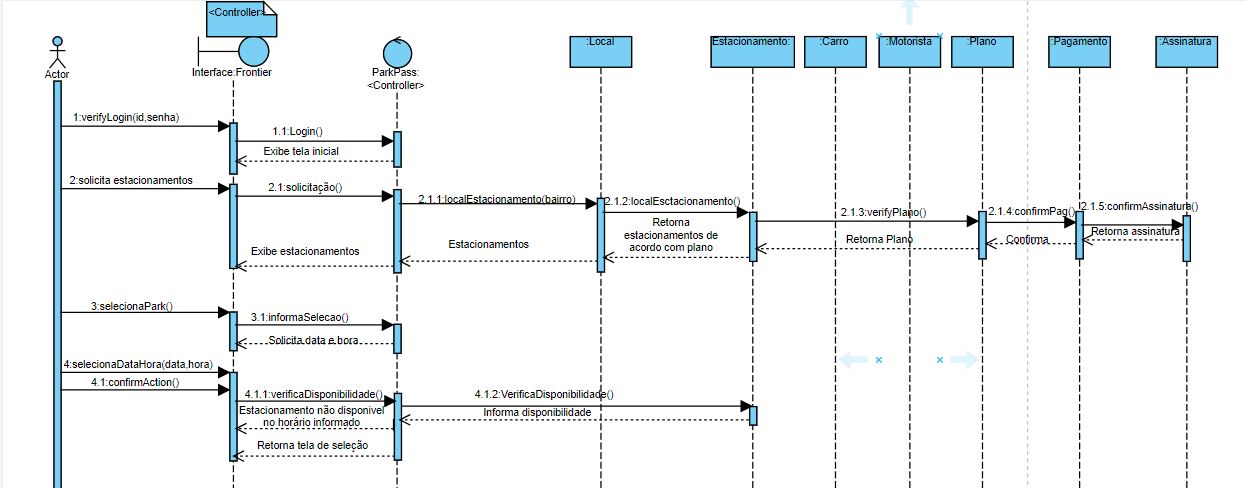 <Controller>
Actor
Interface:Frontier
ParkPass:
<Controller>
:Local
Estacionamento:
:Carro
:Motorista
:Plano
:Pagamento
:Assinatura
1:verifyLogin(id,senha)
1.1:Login()
Exibe tela inicial
2:solicita estacionamentos
2.1:solicitação()
2.1.1:localEstacionamento(bairro)
2.1.2:localEsctacionamento()
2.1.3:verifyPlano()
2.1.4:confirmPag()
2.1.5:confirmAssinatura()
Retorna assinatura
Confirma
Retorna Plano
Retorna
estacionamentos de
acordo com plano
Estacionamentos
Exibe estacionamentos
3:selecionaPark()
3.1:informaSelecao()
Solicita data e hora
4:selecionaDataHora(data,hora)
4.1:confirmAction()
4.1.1:verificaDisponibilidade()
4.1.2:VerificaDisponibilidade()
Informa disponibilidade
Estacionamento não disponivel
no horário informado
Retorna tela de seleção